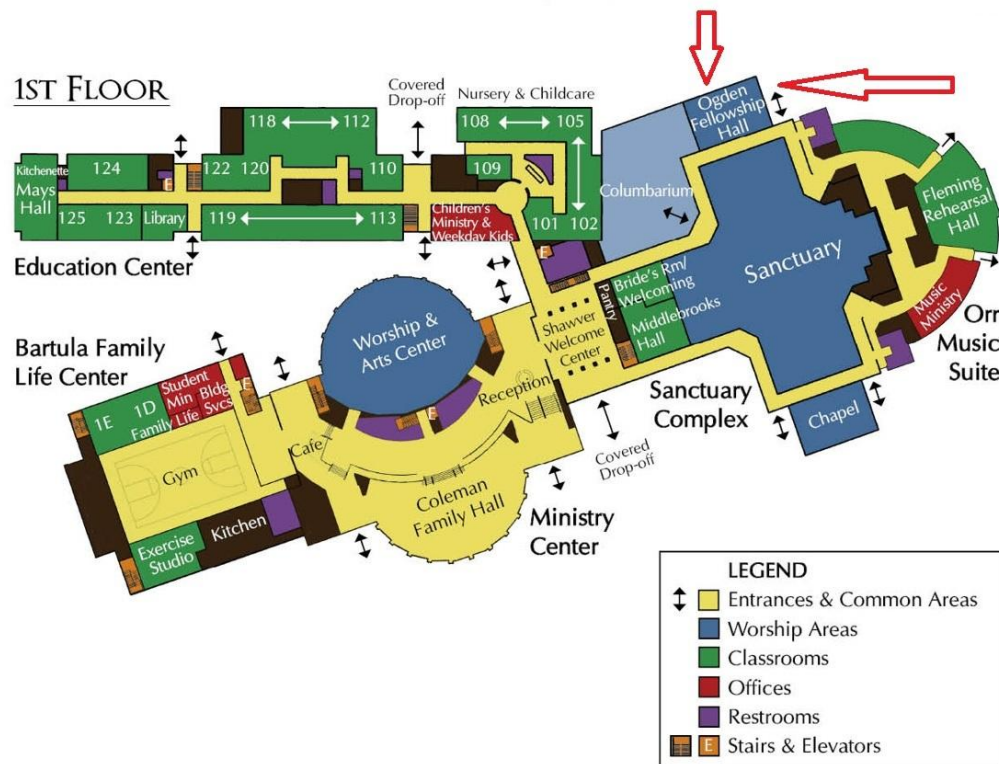 1ST FLOOR
Covered
Drop-off
Nursery & Childcare
Ogden
Fellowship
Hall
118
112
108
105
Kitchenette
124
E
122
120
110
109
Columbarium
Mays
Hall
125
123
Library
119
113
Children's
Ministry &
Weekday Kids
101
102
E
Fleming
Rehearsal
Hall
Education Center
Sanctuary
Bride's Rm/
Welcoming
Pantry
Middlebrooks
Hall
Shawver
Welcome
Center
Music
Ministry
Orr
Music
Suite
Worship &
Arts Center
Bartula Family
Life Center
Student
Min
Bldg
Svcs
E
1E
1D
Family
Life
Reception
E
Sanctuary
Complex
Chapel
Cafe
Gym
Covered
Drop-off
Coleman
Family Hall
Kitchen
Ministry
Center
Exercise
Studio
LEGEND
Entrances & Common Areas
Worship Areas
Classrooms
Offices
Restrooms
E Stairs & Elevators